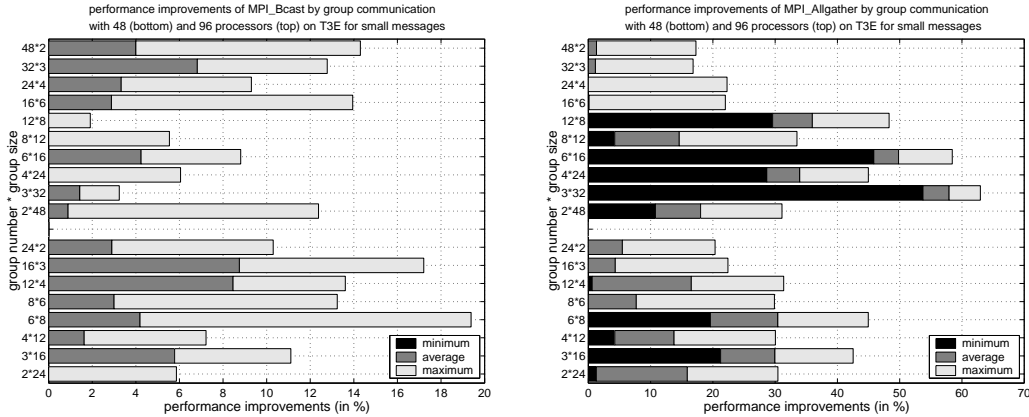 performance improvements of MPI_Bcast by group communication
with 48 (bottom) and 96 processors (top) on T3E for small messages
group number * group size
48*2
32*3
24*4
16*6
12*8
8*12
6*16
4*24
3*32
2*48
24*2
16*3
12*4
8*6
6*8
4*12
3*16
2*24
minimum
average
maximum
0 2 4 6 8 10 12 14 16 18 20
performance improvements (in %)
performance improvements of MPI_Allgather by group communication
with 48 (bottom) and 96 processors (top) on T3E for small messages
group number * group size
48*2
32*3
24*4
16*6
12*8
8*12
6*16
4*24
3*32
2*48
24*2
16*3
12*4
8*6
6*8
4*12
3*16
2*24
minimum
average
maximum
0 10 20 30 40 50 60 70
performance improvements (in %)